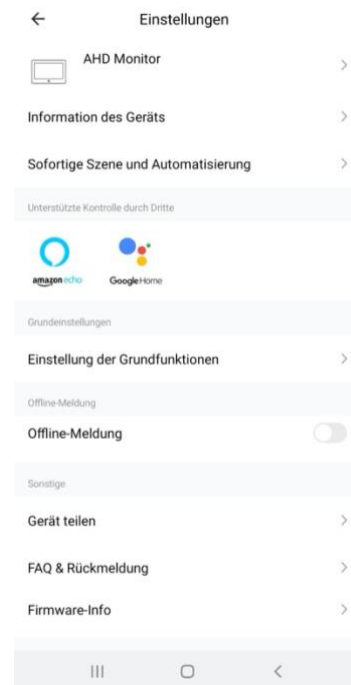 Einstellungen
AHD Monitor
Information des Geräts
Sofortige Szene und Automatisierung
Unterstützte Kontrolle durch Dritte
amazon echo
Google Home
Grundeinstellungen
Einstellung der Grundfunktionen
Offline-Meldung
Offline-Meldung
Sonstige
Gerät teilen
FAQ & Rückmeldung
Firmware-Info